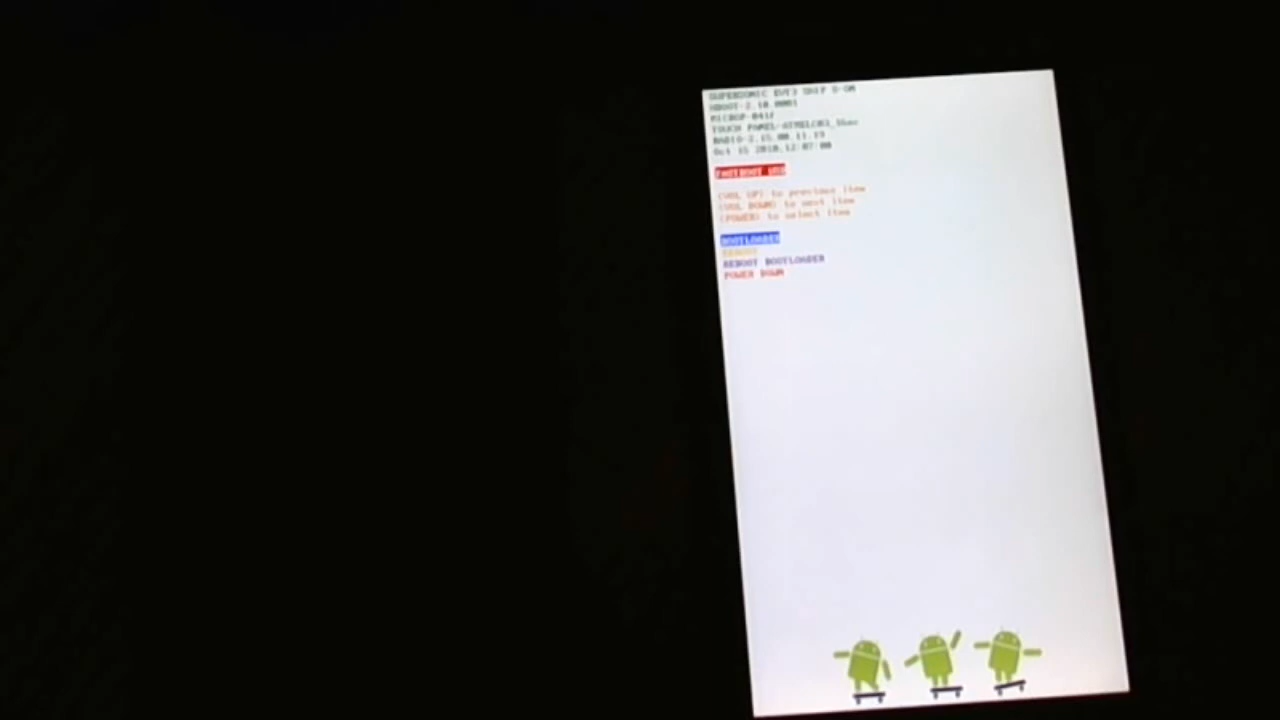 SUPERSONIC EVT3 SHIP S-ON
HBOOT-2.10.0001
MICROP-041f
TOUCH PANEL-ATMELC03_16ac
RADIO-2.15.00.11.19
Oct 15 2010,12:07:00
FASTBOOT USB
(VOL UP) to previous item
(VOL DOWN) to next item
(POWER) to select item
BOOTLOADER
REBOOT
REBOOT BOOTLOADER
POWER DOWN